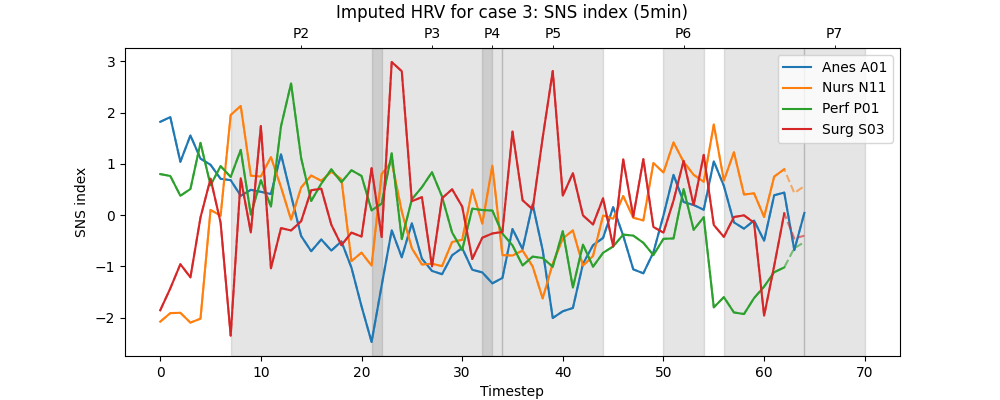 Imputed HRV for case 3: SNS index (5min)
P2 P3 P4 P5 P6 P7
Anes A01
Nurs N11
Perf P01
Surg S03
SNS index
3
2
1
0
−1
−2
0 10 20 30 40 50 60 70
Timestep